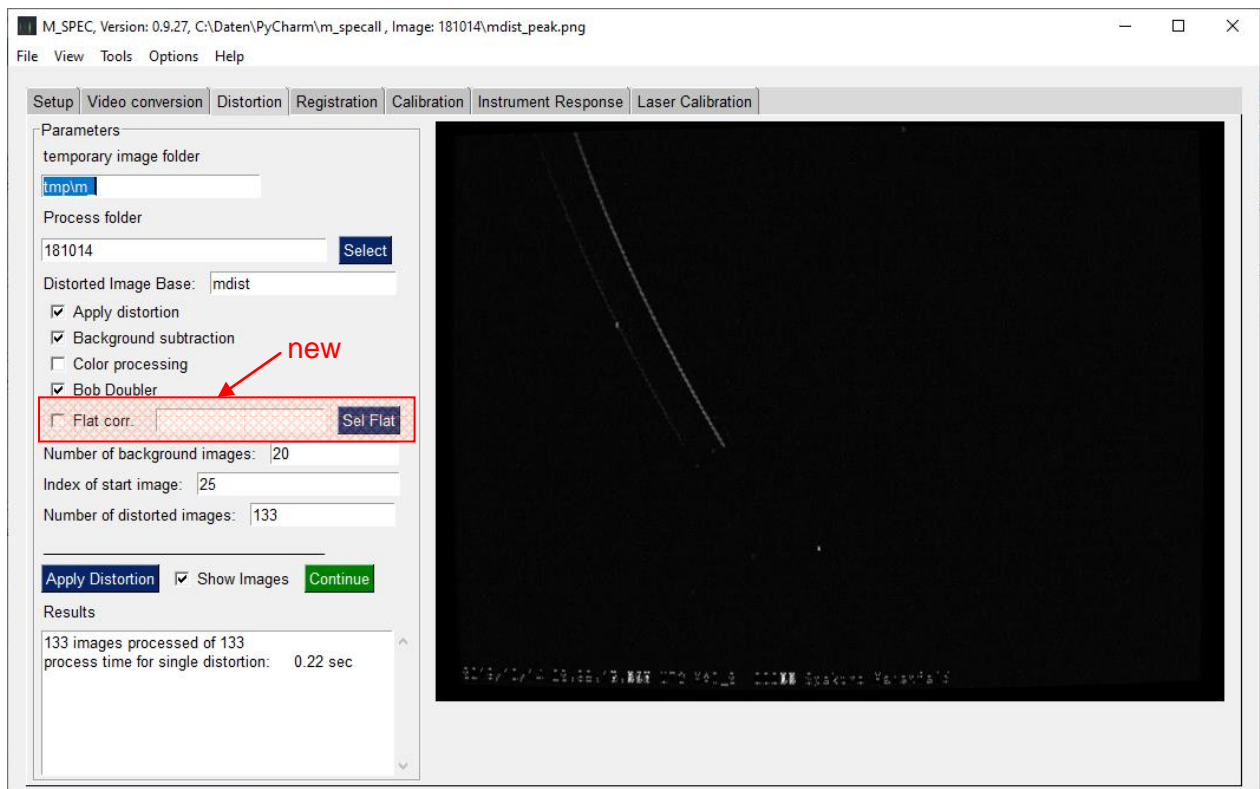 M_SPEC, Version: 0.9.27, C:\Daten\PyCharm\m_specall , Image: 181014\mdist_peak.png
File View Tools Options Help
Setup Video conversion Distortion Registration Calibration Instrument Response Laser Calibration
Parameters
temporary image folder
tmp\m_
Process folder
181014 Select
Distorted Image Base: mdist
Apply distortion
Background subtraction
new
Color processing
Bob Doubler
Flat corr. Sel Flat
Number of background images: 20
Index of start image: 25
Number of distorted images: 133
Apply Distortion Show Images Continue
Results
133 images processed of 133
process time for single distortion: 0.22 sec